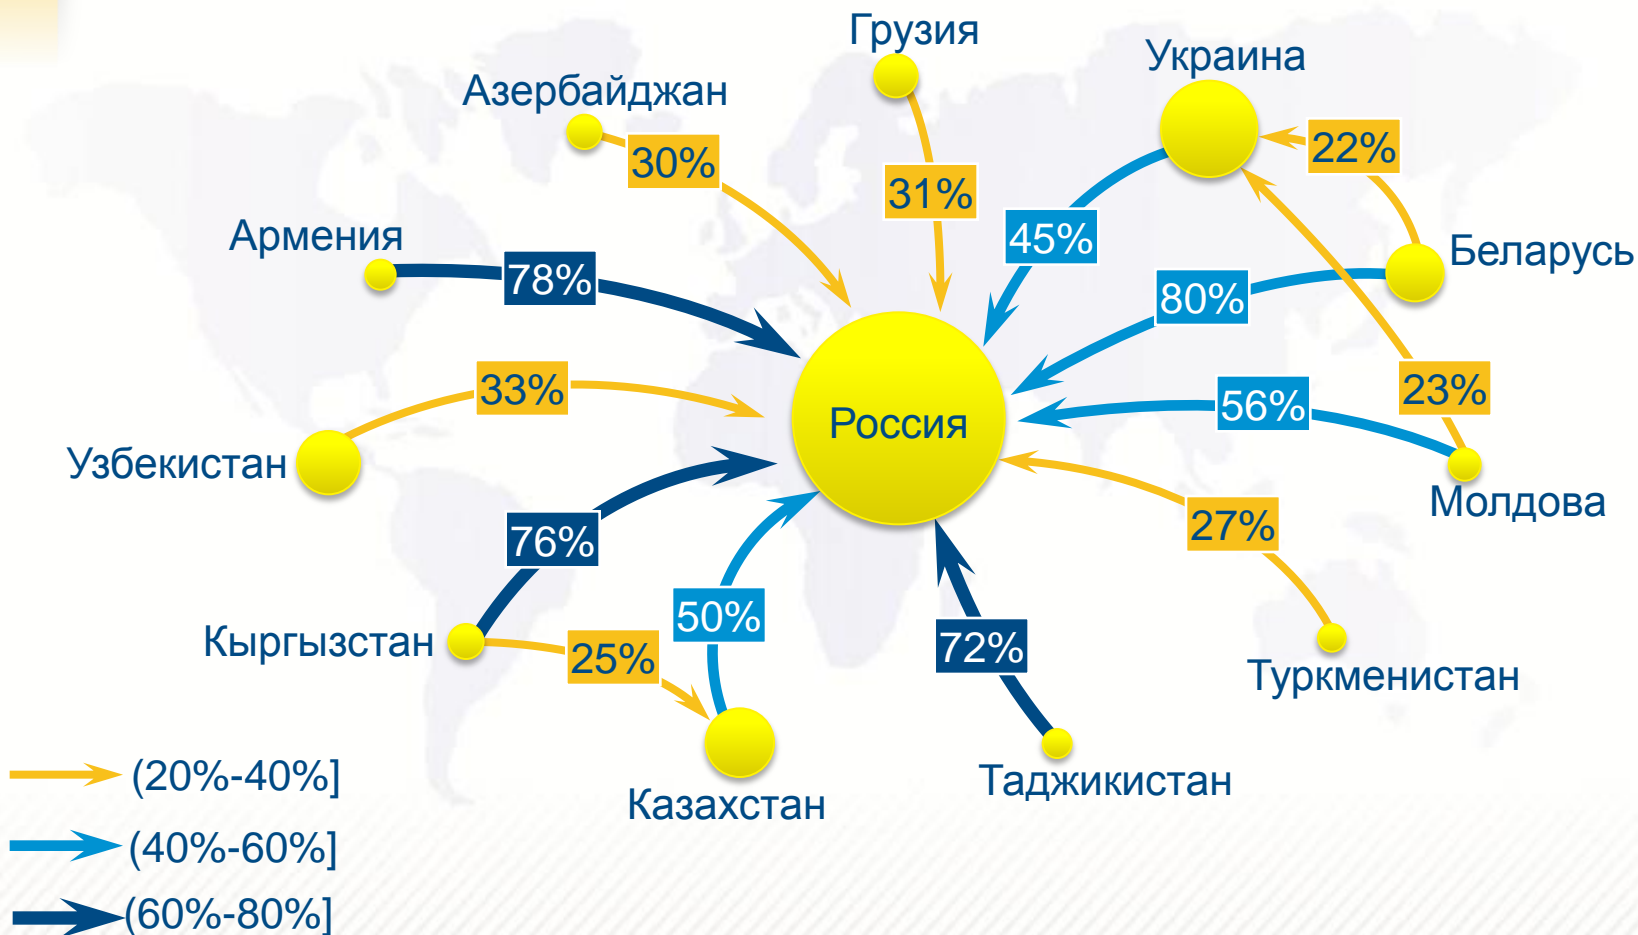 Грузия
Украина
Азербайджан
22%
30%
31%
Армения
45%
Беларусь
78%
80%
33%
23%
56%
Россия
Узбекистан
Молдова
27%
76%
50%
Кыргызстан
25%
72%
Туркменистан
(20%-40%]
Таджикистан
Казахстан
(40%-60%]
(60%-80%]